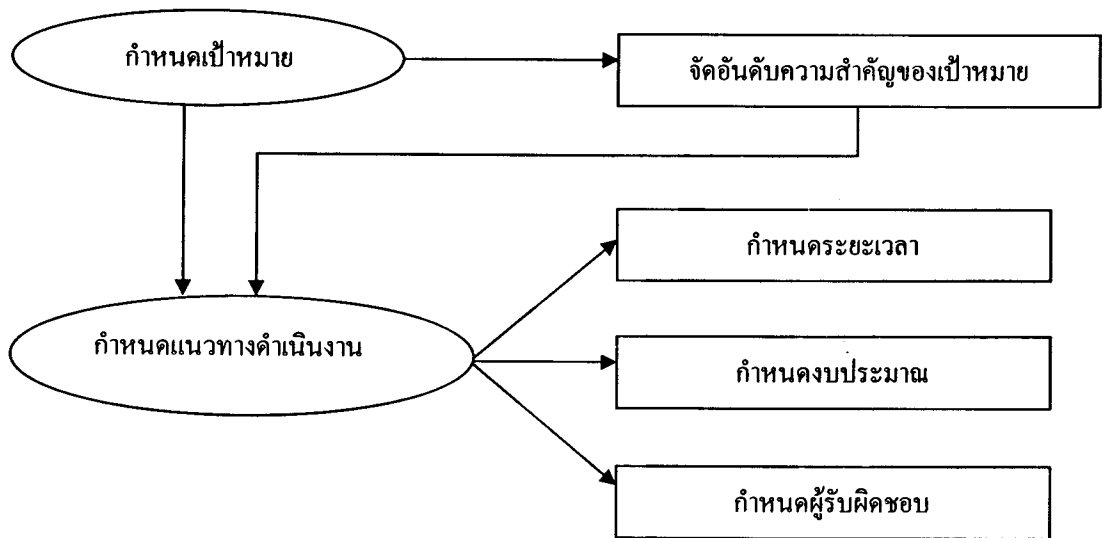 กำหนดเป้าหมาย
จัดอันดับความสำคัญของเป้าหมาย
กำหนดระยะเวลา
กำหนดแนวทางดำเนินงาน
กำหนดงบประมาณ
กำหนดผู้รับผิดชอบ